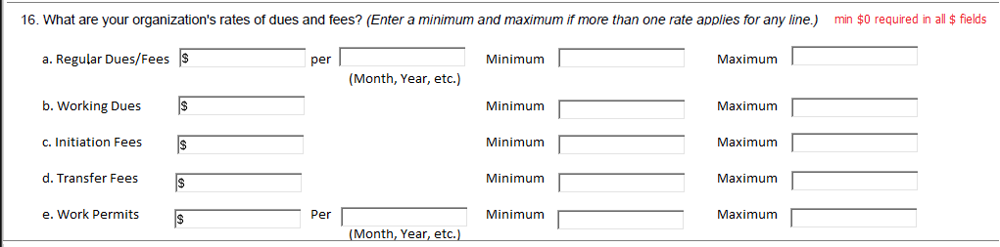 16. What are your organization's rates of dues and fees? (Enter a minimum and maximum if more than one rate applies for any line.) min $0 required in all $ fields
a. Regular Dues/Fees $ per Minimum Maximum
(Month, Year, etc.)
b. Working Dues $ Minimum Maximum
c. Initiation Fees $ Minimum Maximum
d. Transfer Fees $ Minimum Maximum
e. Work Permits $ Per Minimum Maximum
(Month, Year, etc.)